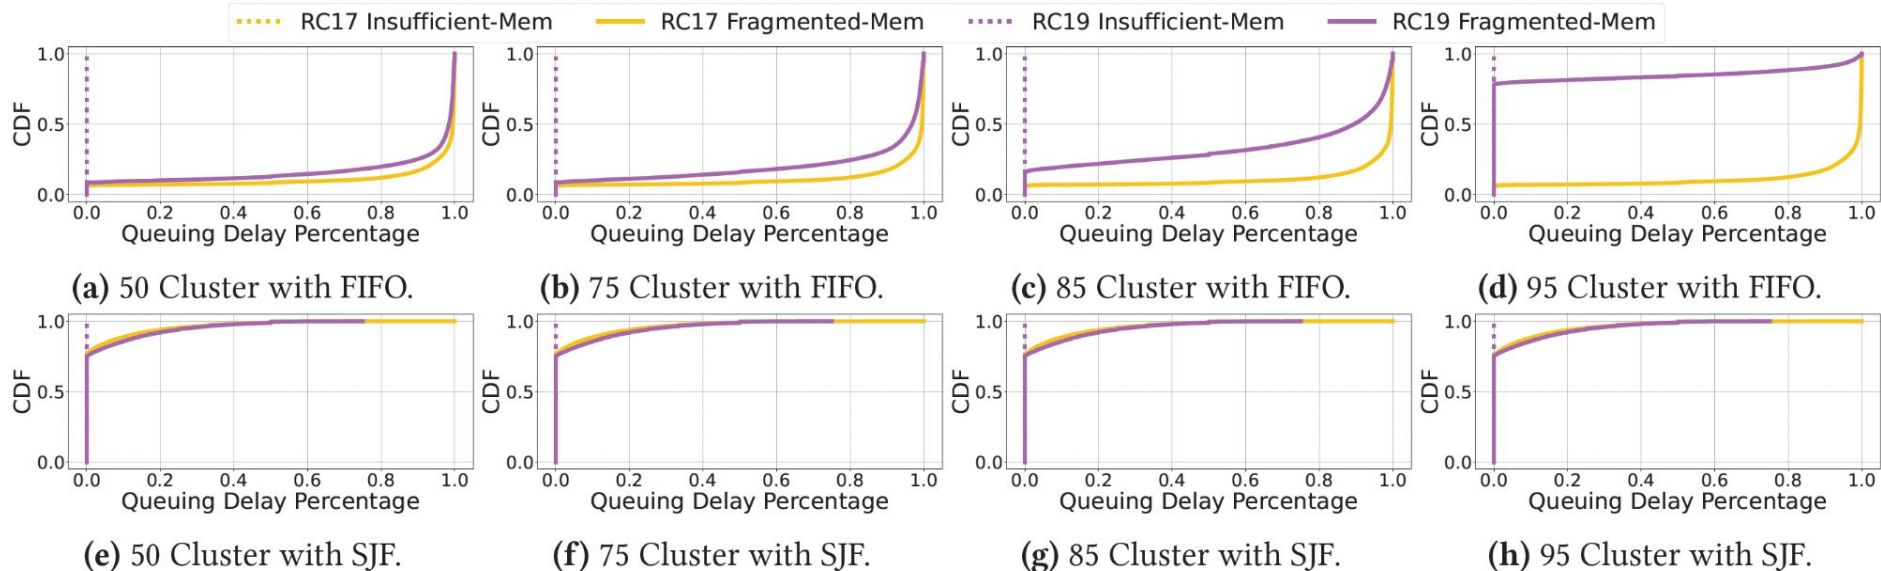 RC17 Insufficient-Mem RC17 Fragmented-Mem RC19 Insufficient-Mem RC19 Fragmented-Mem
1.0 1.0 1.0 1.0
CDF CDF CDF CDF
0.5 0.5 0.5 0.5
0.0 0.0 0.0 0.0
0.0 0.2 0.4 0.6 0.8 1.0 0.0 0.2 0.4 0.6 0.8 1.0 0.0 0.2 0.4 0.6 0.8 1.0 0.0 0.2 0.4 0.6 0.8 1.0
Queuing Delay Percentage Queuing Delay Percentage Queuing Delay Percentage Queuing Delay Percentage
(a) 50 Cluster with FIFO. (b) 75 Cluster with FIFO. (c) 85 Cluster with FIFO. (d) 95 Cluster with FIFO.
1.0 1.0 1.0 1.0
CDF CDF CDF CDF
0.5 0.5 0.5 0.5
0.0 0.0 0.0 0.0
0.0 0.2 0.4 0.6 0.8 1.0 0.0 0.2 0.4 0.6 0.8 1.0 0.0 0.2 0.4 0.6 0.8 1.0 0.0 0.2 0.4 0.6 0.8 1.0
Queuing Delay Percentage Queuing Delay Percentage Queuing Delay Percentage Queuing Delay Percentage
(e) 50 Cluster with SJF. (f) 75 Cluster with SJF. (g) 85 Cluster with SJF. (h) 95 Cluster with SJF.